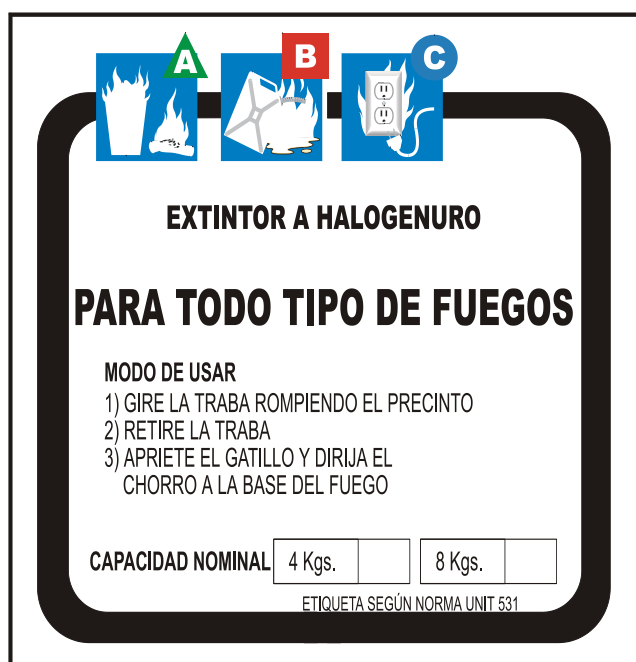 A B C
EXTINTOR A HALOGENURO
PARA TODO TIPO DE FUEGOS
MODO DE USAR
1) GIRE LA TRABA ROMPIENDO EL PRECINTO
2) RETIRE LA TRABA
3) APRIETE EL GATILLO Y DIRIJA EL
CHORRO A LA BASE DEL FUEGO
CAPACIDAD NOMINAL 4 Kgs. 8 Kgs.
ETIQUETA SEGÚN NORMA UNIT 531